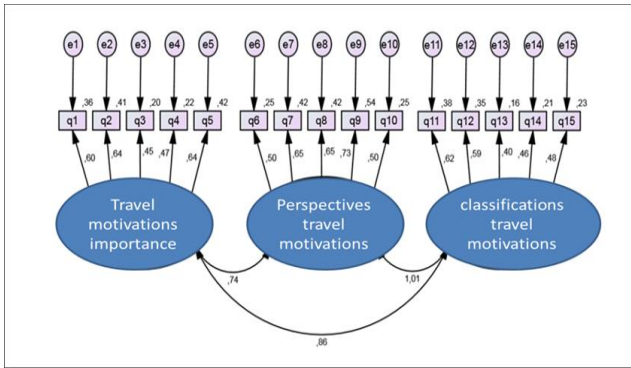 e1 e2 e3 e4 e5 e6 e7 e8 e9 e10 e11 e12 e13 e14 e15
,36 ,41 ,20 ,22 ,42 ,25 ,42 ,42 ,54 ,25 ,38 ,35 ,16 ,21 ,23
q1 q2 q3 q4 q5 q6 q7 q8 q9 q10 q11 q12 q13 q14 q15
,60 ,64 ,45 ,47 ,64 ,50 ,65 ,65 ,73 ,50 ,62 ,59 ,40 ,46 ,48
Travel
motivations
importance
Perspectives
travel
motivations
classifications
travel
motivations
,74
1,01
,86